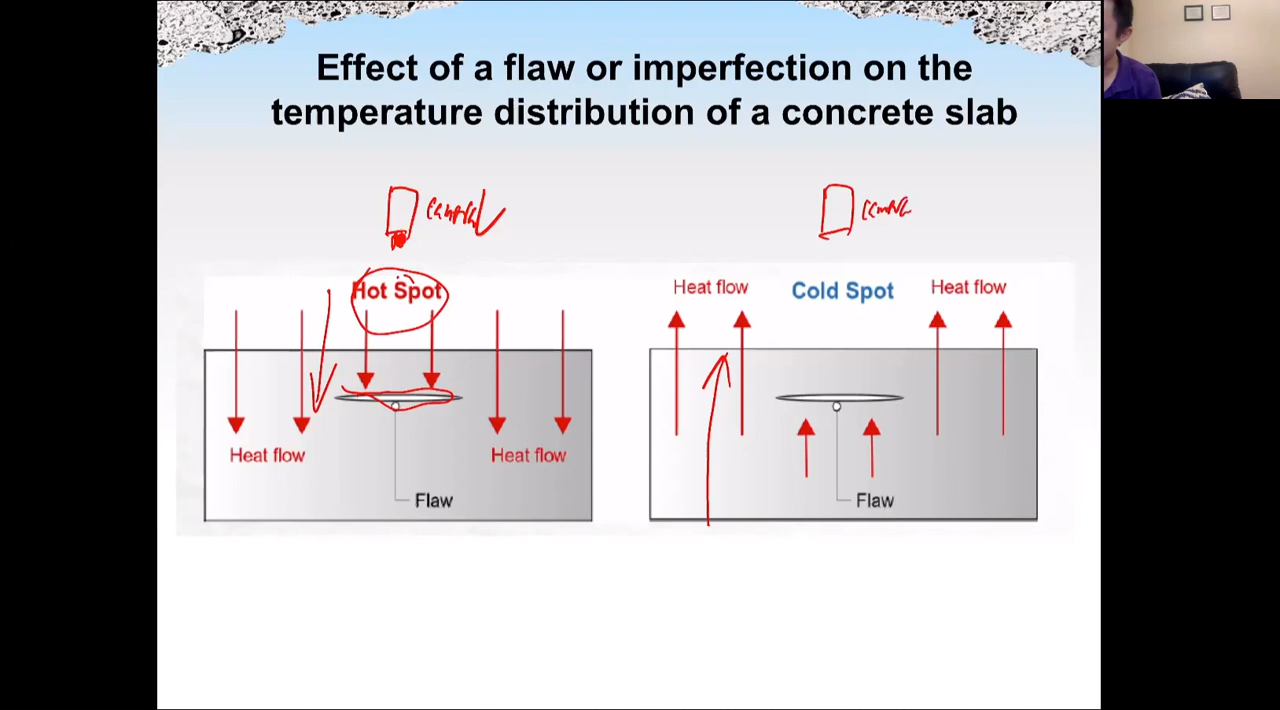 Effect of a flaw or imperfection on the
temperature distribution of a concrete slab
Hot Spot
Heat flow
Heat flow
Flaw
Heat flow
Cold Spot
Heat flow
Flaw